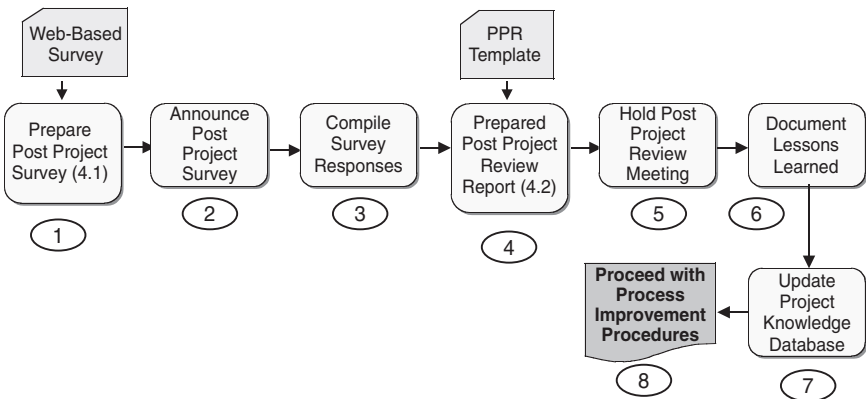 Web-Based
Survey
PPR
Template
Prepare
Post Project
Survey (4.1)
Announce
Post
Project
Survey
Compile
Survey
Responses
Prepared
Post Project
Review
Report (4.2)
Hold Post
Project
Review
Meeting
Document
Lessons
Learned
1
2
3
4
5
6
Proceed with
Process
Improvement
Procedures
Update
Project
Knowledge
Database
8
7